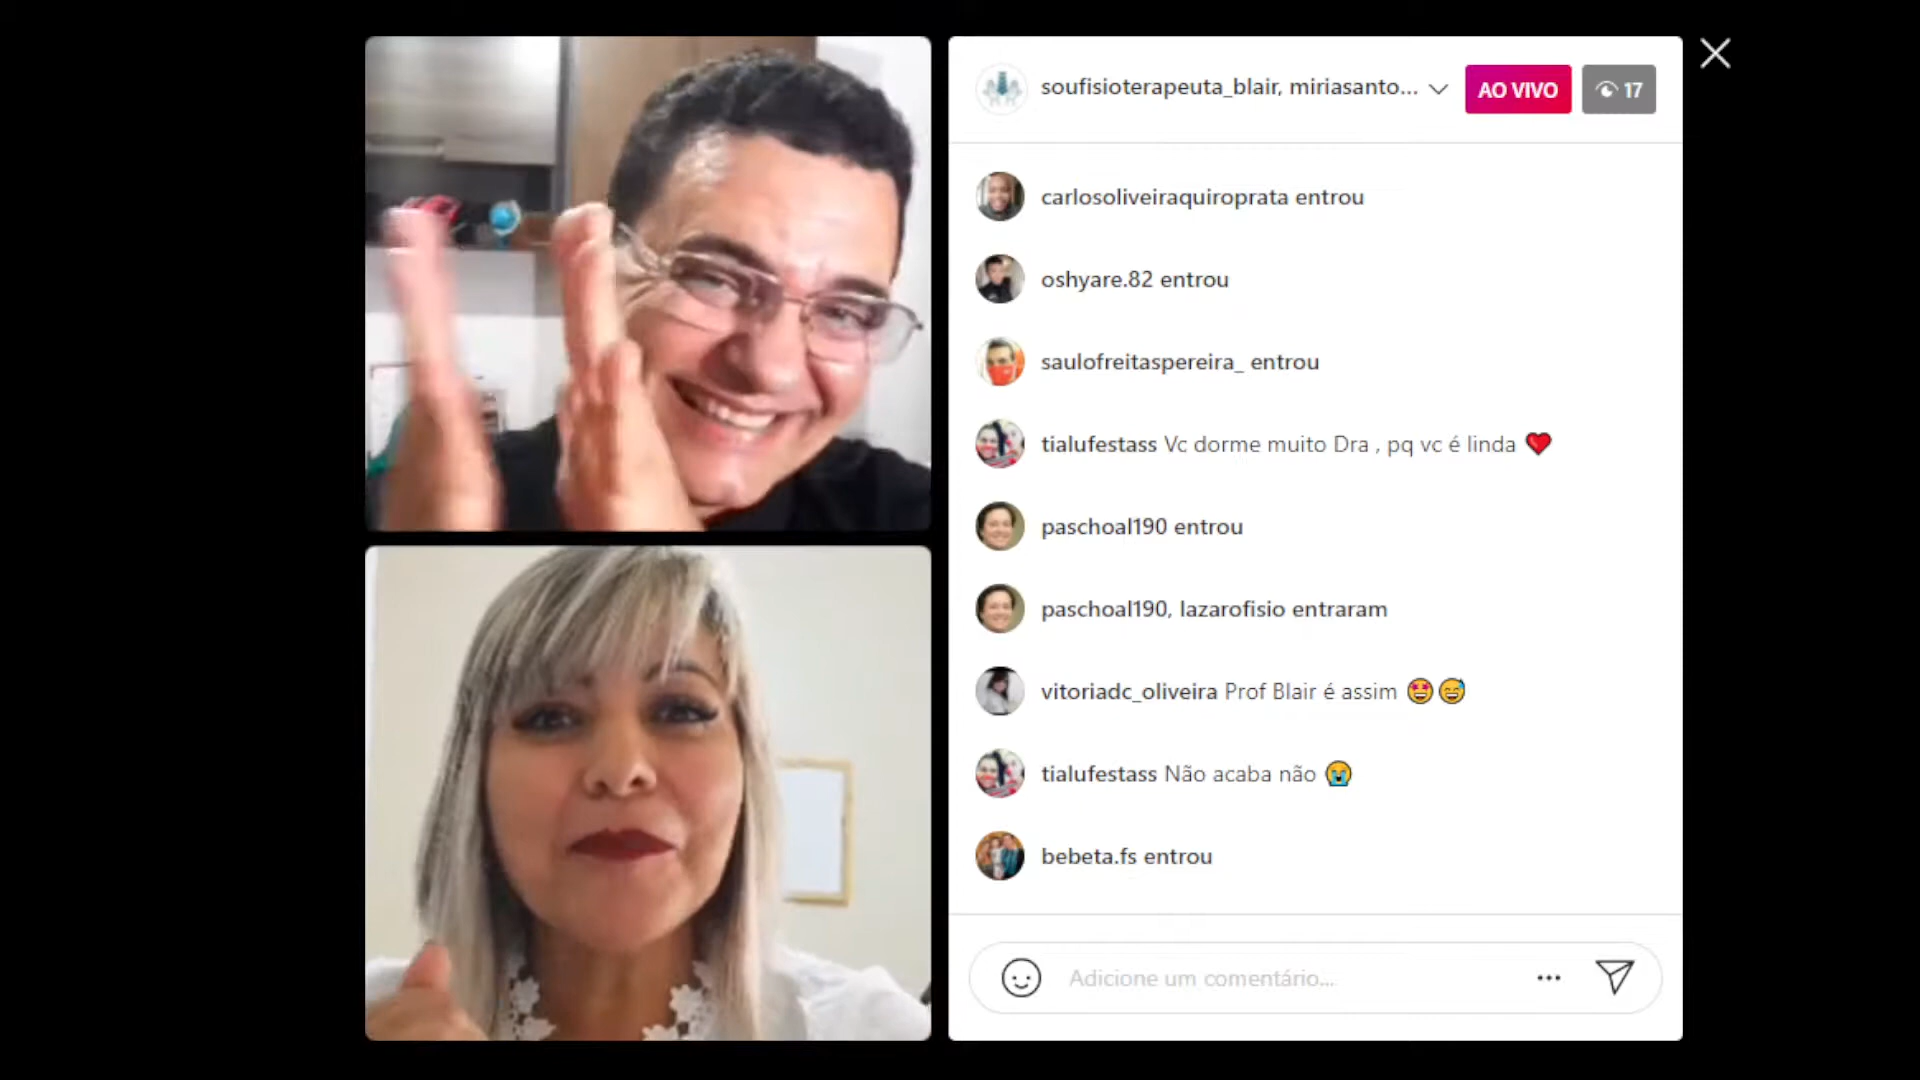 soufisioterapeuta_blair, miriasanto...
AO VIVO
17
carlosoliveiraquiroprata entrou
oshyare.82 entrou
saulofreitaspereira_ entrou
tialufestass Vc dorme muito Dra , pq vc é linda ❤️
paschoal190 entrou
paschoal190, lazarofisio entraram
vitoriadc_oliveira Prof Blair é assim 🤩😅
tialufestass Não acaba não 😭
bebeta.fs entrou
Adicione um comentário...